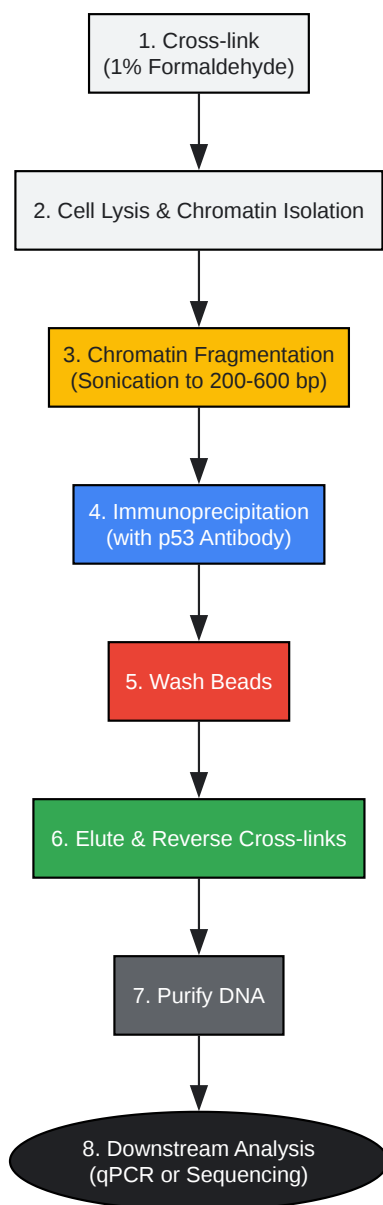 1. Cross-link
(1% Formaldehyde)
2. Cell Lysis & Chromatin Isolation
3. Chromatin Fragmentation
(Sonication to 200-600 bp)
4. Immunoprecipitation
(with p53 Antibody)
5. Wash Beads
6. Elute & Reverse Cross-links
7. Purify DNA
8. Downstream Analysis
(qPCR or Sequencing)